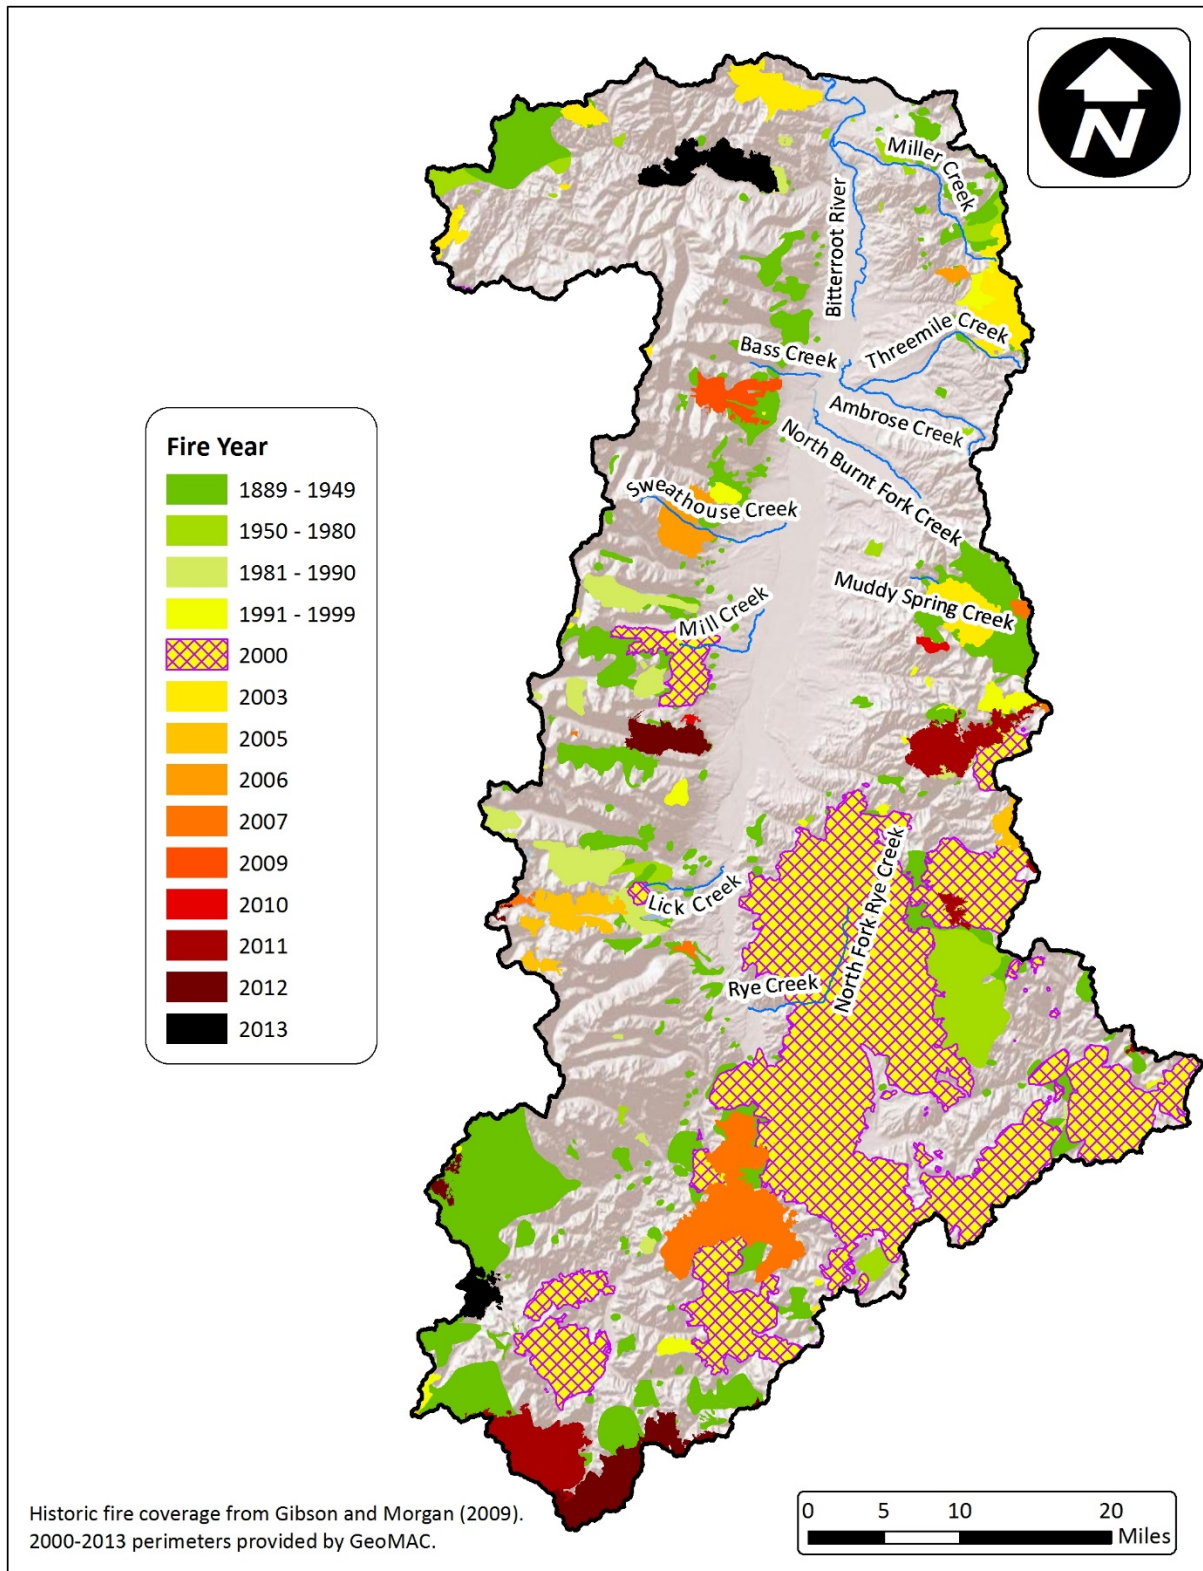 N
Miller Creek
Bitterroot River
Threemile Creek
Bass Creek
Ambrose Creek
North Burnt Fork Creek
Sweathouse Creek
Muddy Spring Creek
Mill Creek
Lick Creek
North Fork Rye Creek
Rye Creek
Fire Year
1889 - 1949
1950 - 1980
1981 - 1990
1991 - 1999
2000
2003
2005
2006
2007
2009
2010
2011
2012
2013
Historic fire coverage from Gibson and Morgan (2009).
2000-2013 perimeters provided by GeoMAC.
0 5 10 20
Miles